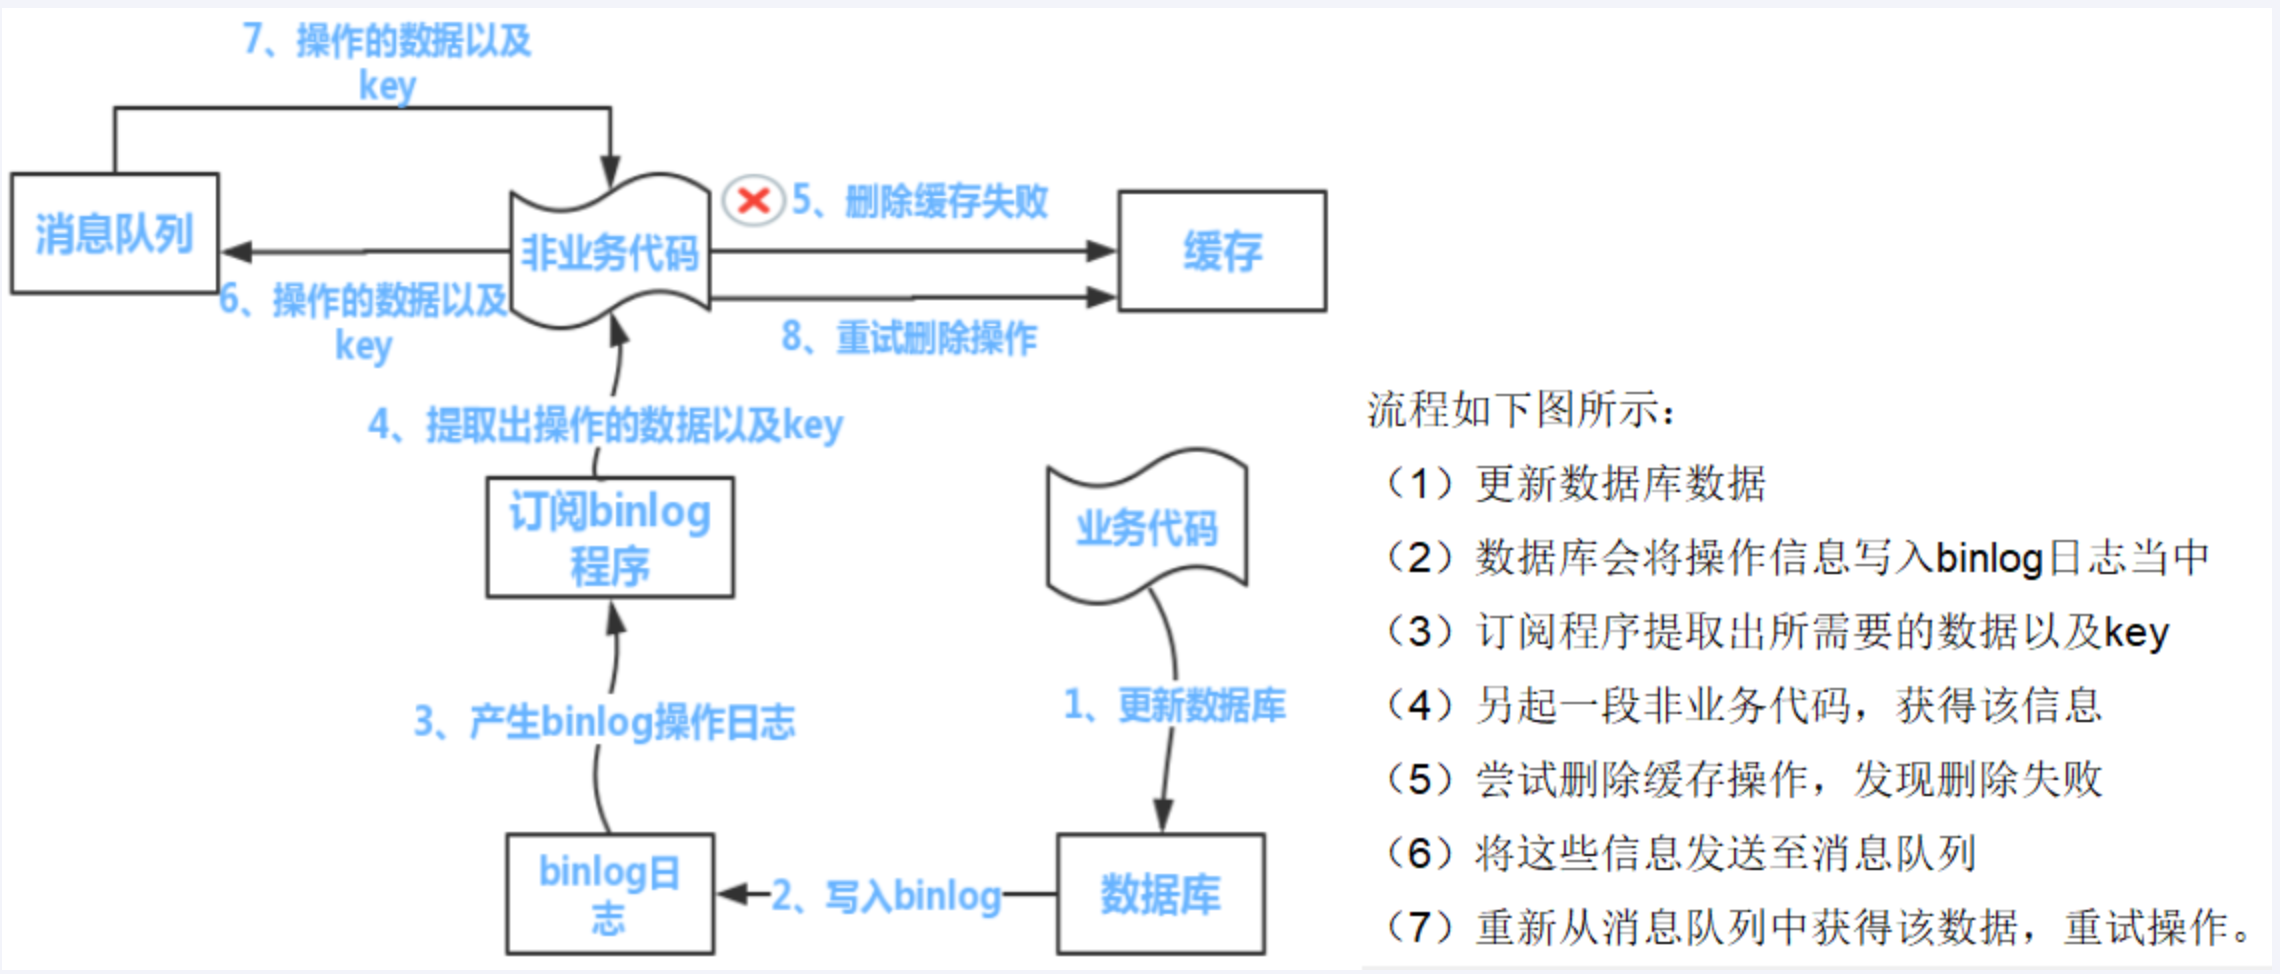 7、操作的数据以及
key
消息队列
非业务代码
5、删除缓存失败
缓存
6、操作的数据以及
key
8、重试删除操作
4、提取出操作的数据以及key
订阅binlog
程序
业务代码
3、产生binlog操作日志
1、更新数据库
binlog日
志
2、写入binlog
数据库
流程如下图所示：
（1）更新数据库数据
（2）数据库会将操作信息写入binlog日志当中
（3）订阅程序提取出所需要的数据以及key
（4）另起一段非业务代码，获得该信息
（5）尝试删除缓存操作，发现删除失败
（6）将这些信息发送至消息队列
（7）重新从消息队列中获得该数据，重试操作。